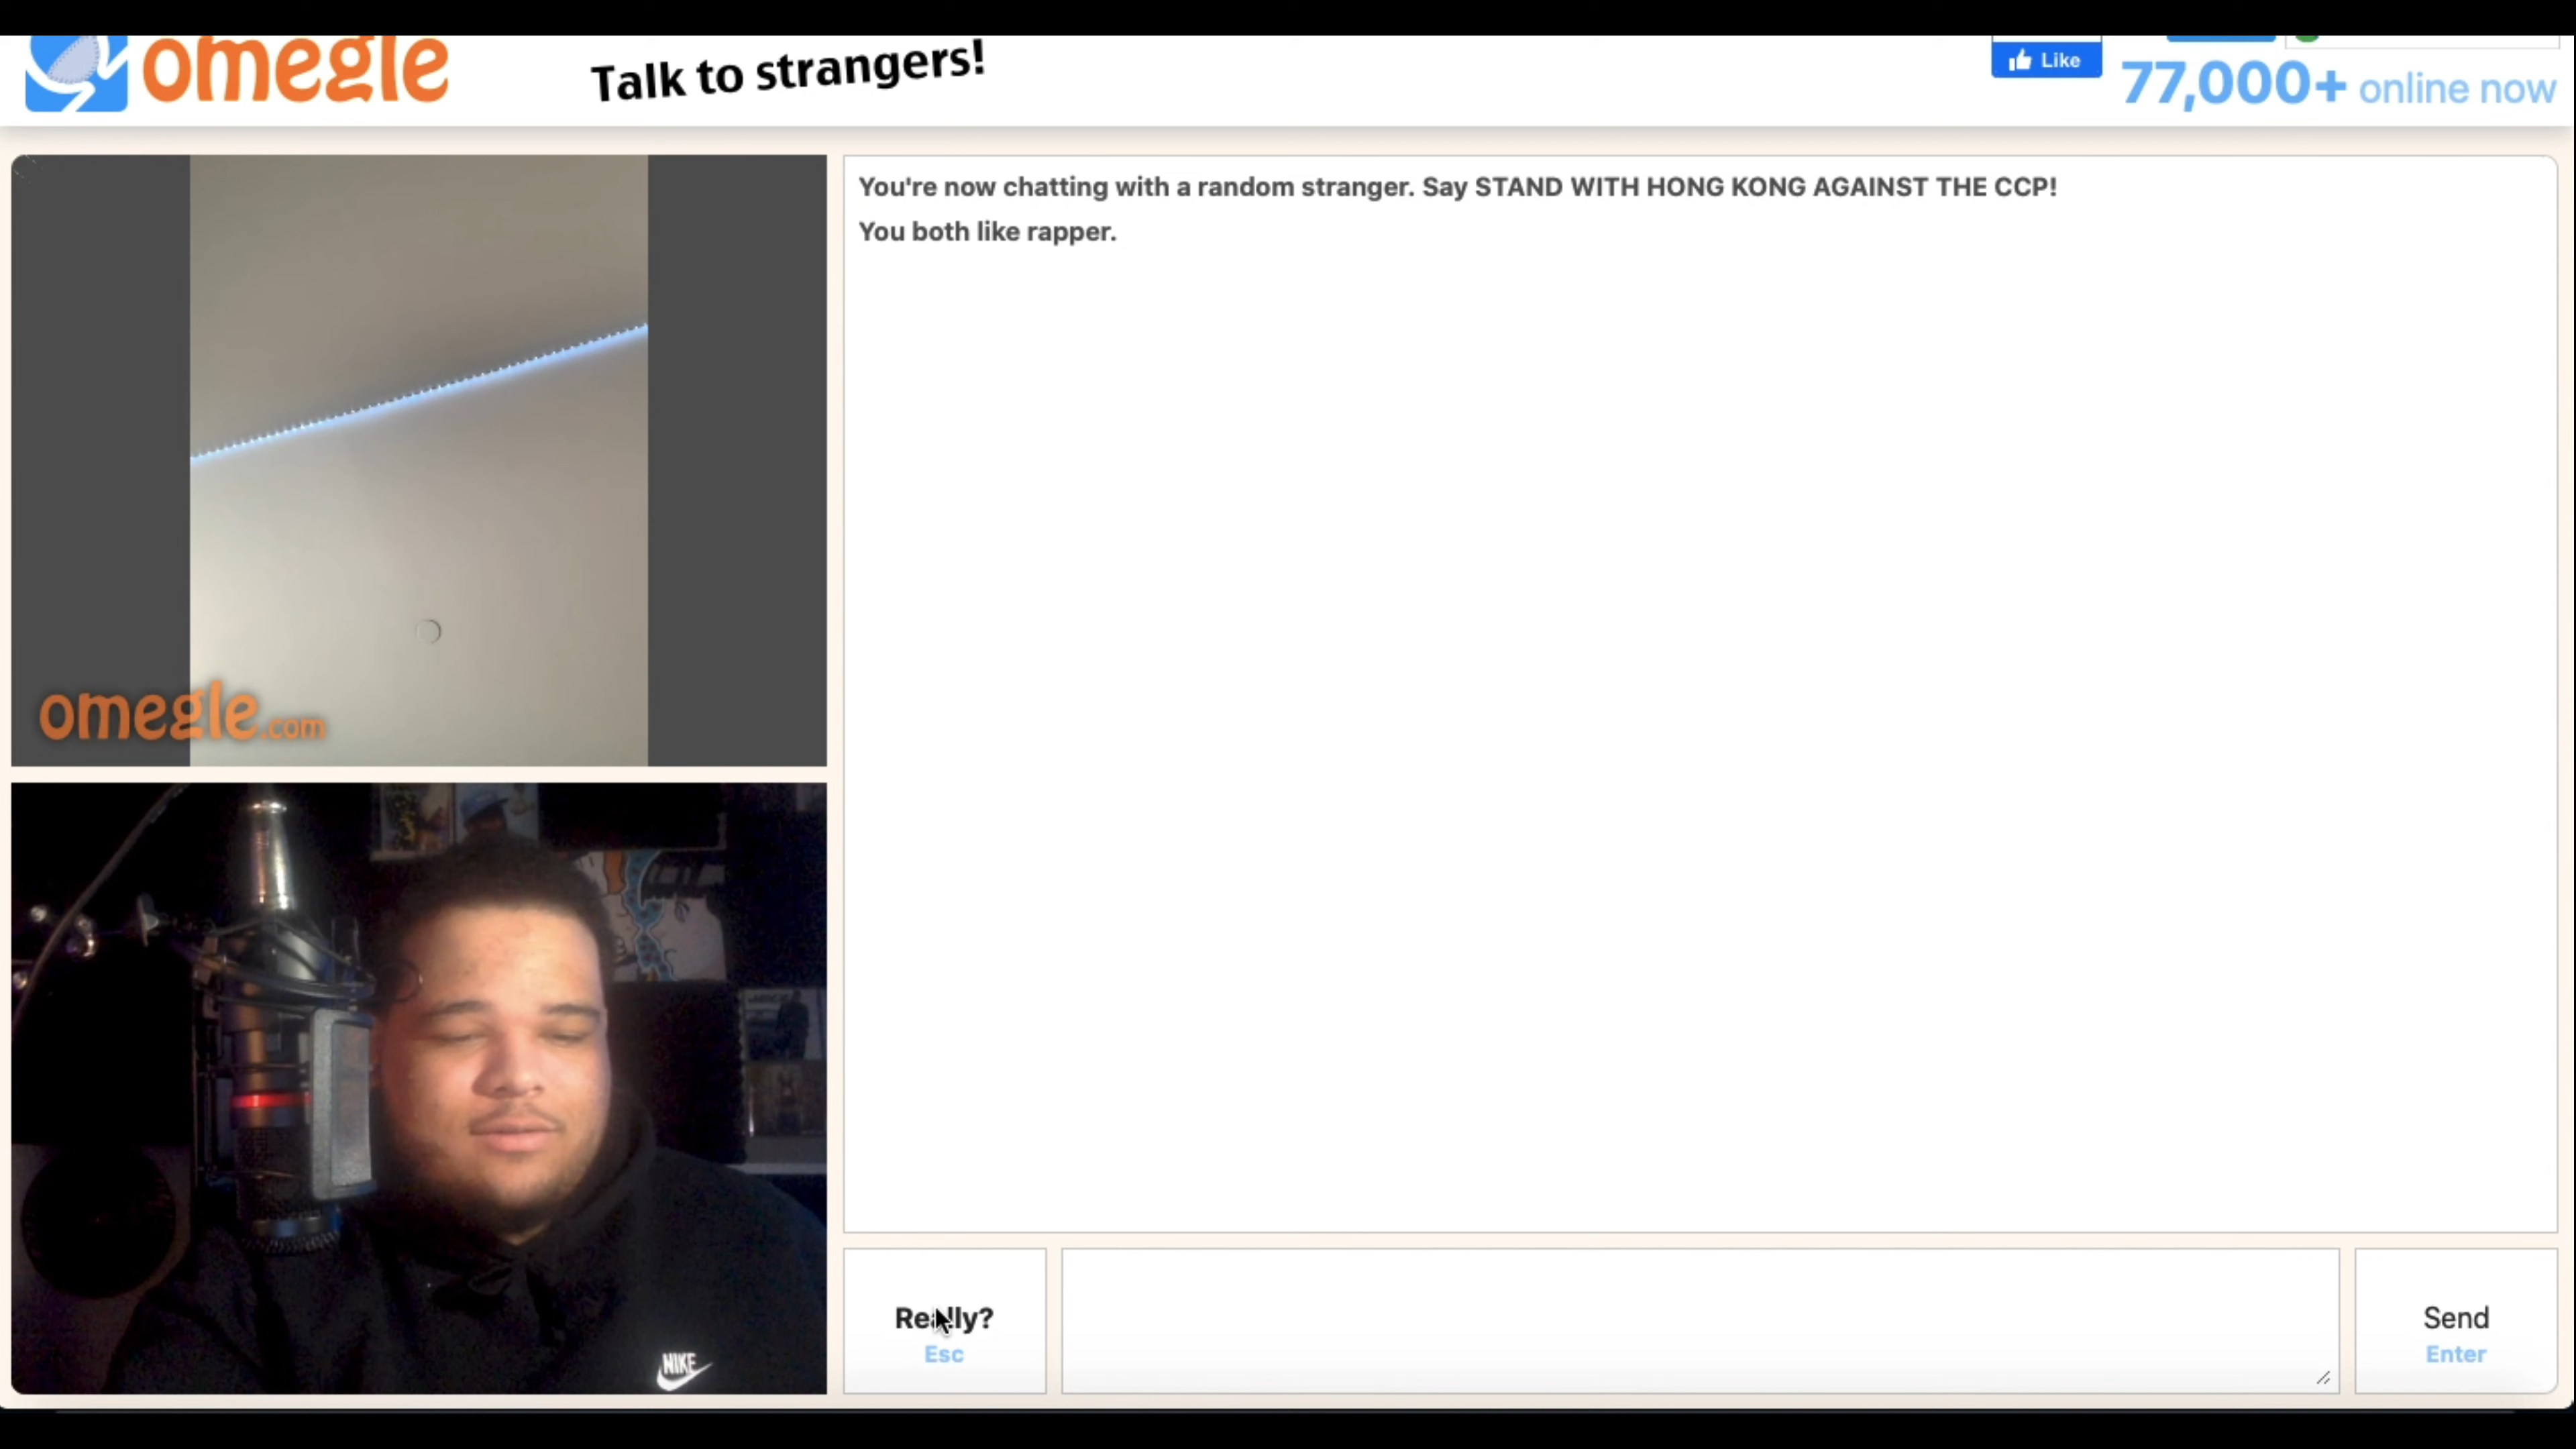 omegle
Talk to strangers!
Like
77,000+ online now
You're now chatting with a random stranger. Say STAND WITH HONG KONG AGAINST THE CCP!
You both like rapper.
omegle.com
NIKE
Really?
Esc
Send
Enter